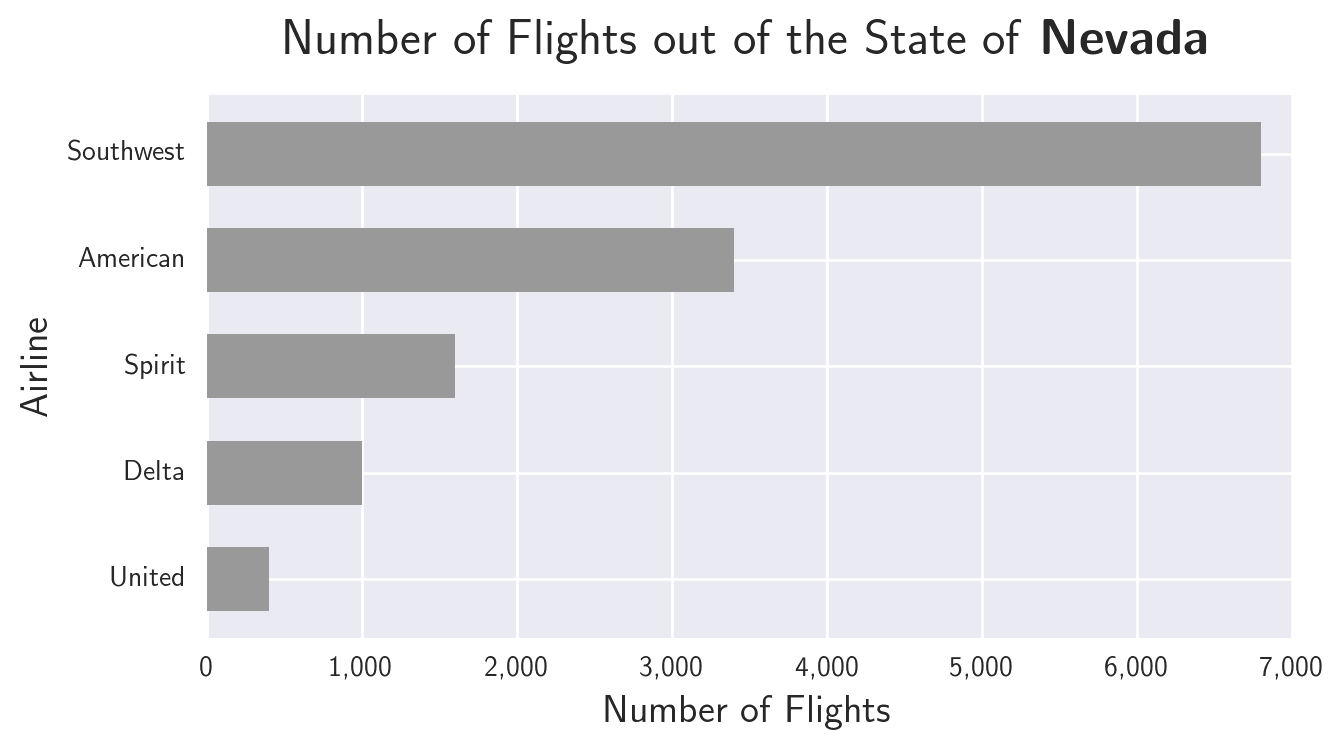 Number of Flights out of the State of Nevada
Southwest
American
Spirit
Delta
United
Airline
0 1,000 2,000 3,000 4,000 5,000 6,000 7,000
Number of Flights